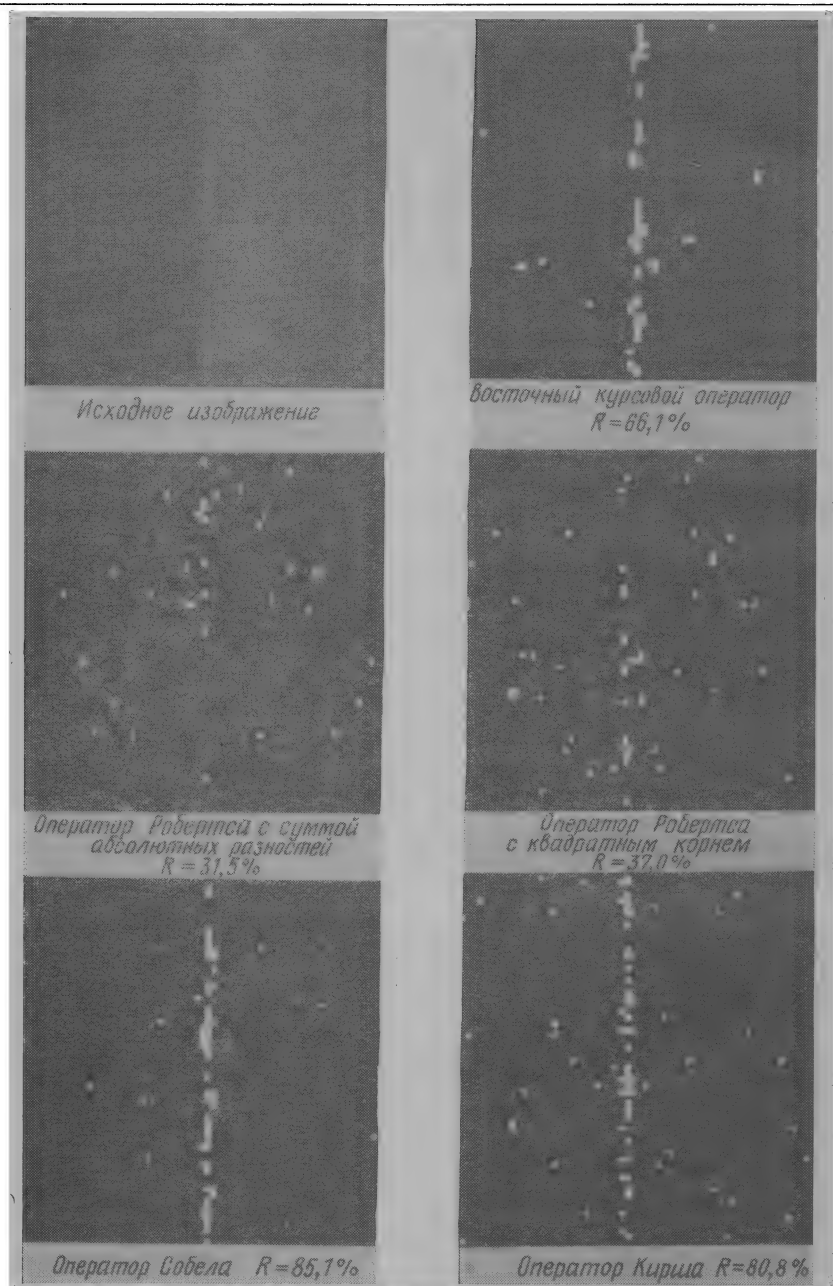 Исходное изображение
Восточный курсовой оператор
R=66,1%
Оператор Робертса с суммой
абсолютных разностей
R=31,5%
Оператор Робертса
с квадратным корнем
R=37,0%
Оператор Собела R=85,1%
Оператор Кирша R=80,8%